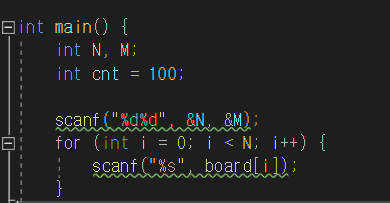 int main() {
int N, M;
int cnt = 100;
scanf("%d%d", &N, &M);
for (int i = 0; i < N; i++) {
scanf("%s", board[i]);
}